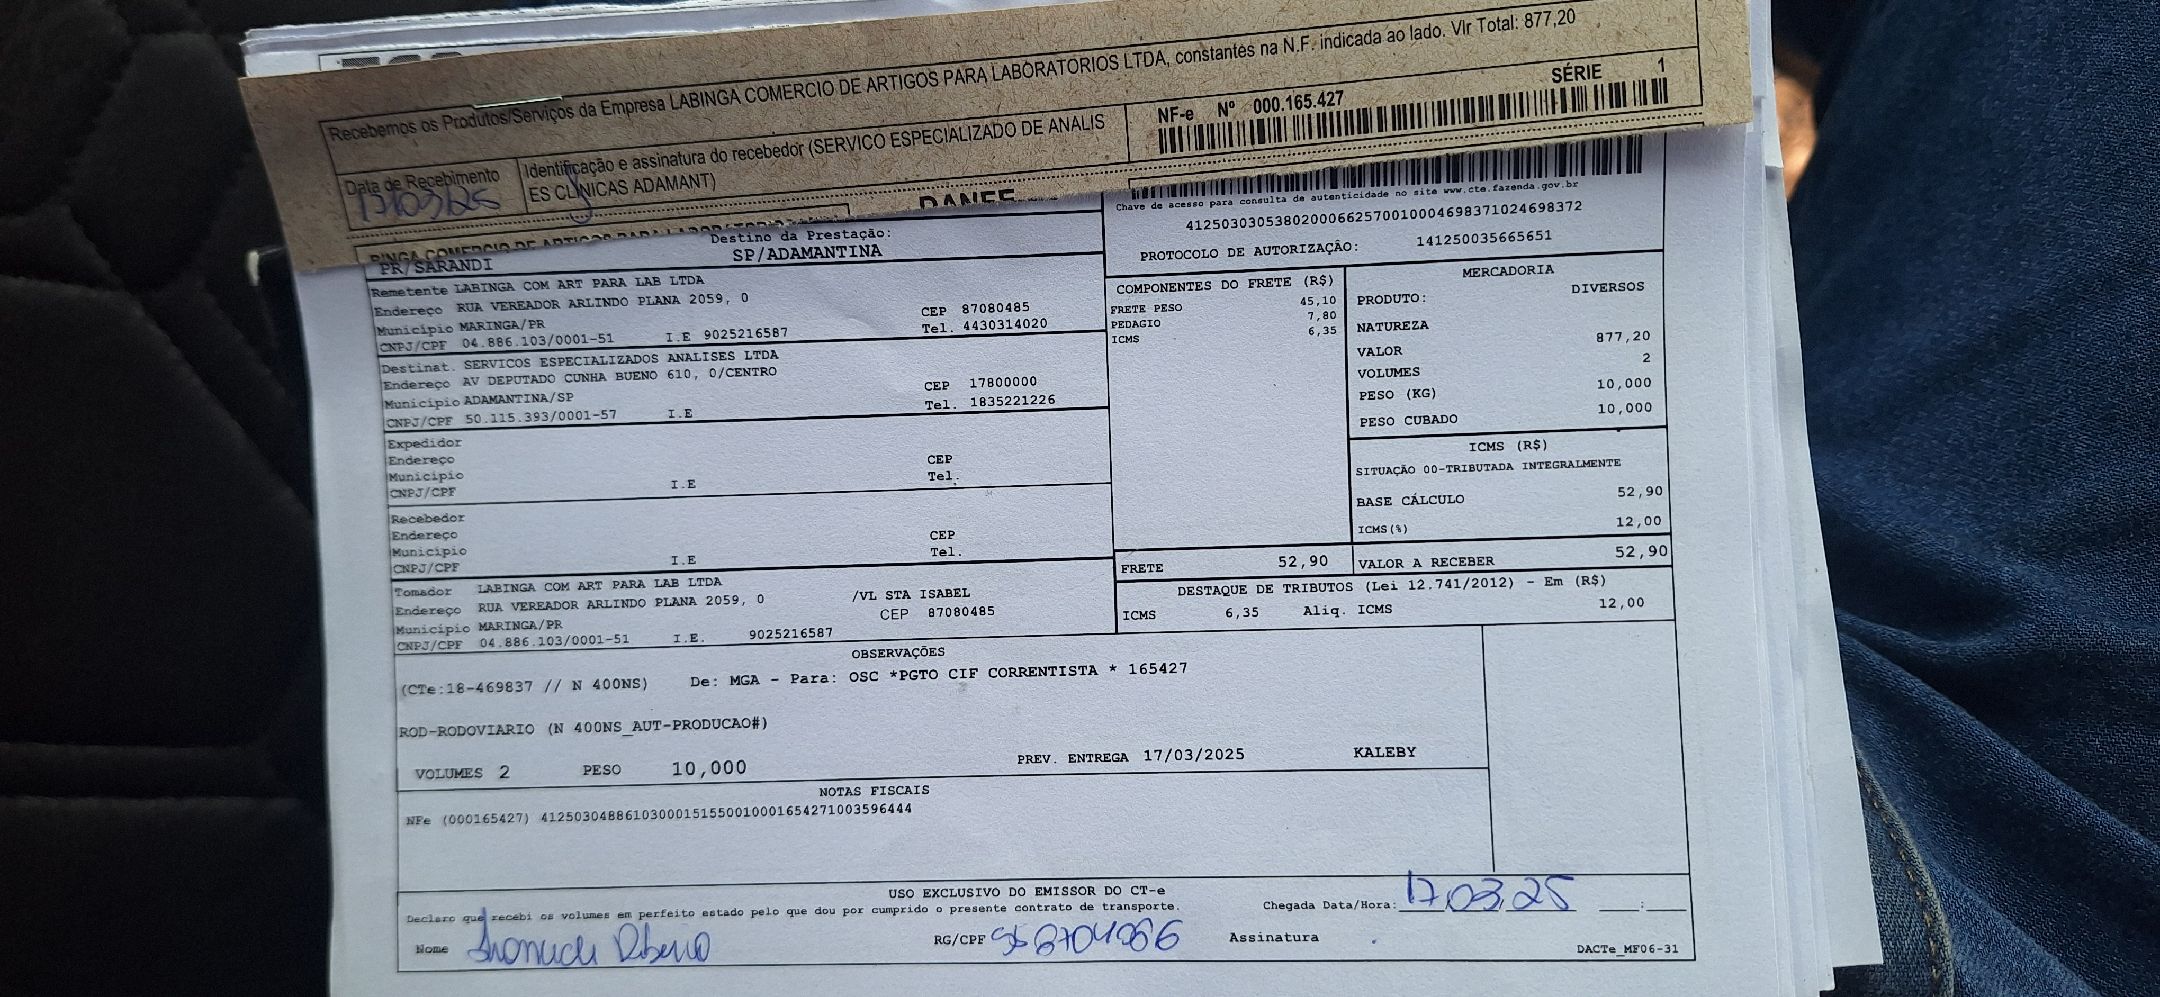 Recebemos os Produtos/Serviços da Empresa LABINGA COMERCIO DE ARTIGOS PARA LABORATORIOS LTDA, constantes na N.F. indicada ao lado. Vlr Total: 877,20
Data de Recebimento
17/03/25
Identificação e assinatura do recebedor (SERVICO ESPECIALIZADO DE ANALIS
ES CLINICAS ADAMANT)
NF-e Nº 000.165.427
SÉRIE 1
DANFE
Chave de acesso para consulta de autenticidade no site www.cte.fazenda.gov.br
41250303053802000662570010004698371024698372
PROTOCOLO DE AUTORIZAÇÃO: 141250035665651
Destino da Prestação:
PR/SARANDI SP/ADAMANTINA
Remetente LABINGA COM ART PARA LAB LTDA
Endereço RUA VEREADOR ARLINDO PLANA 2059, 0 CEP 87080485
Município MARINGA/PR Tel. 4430314020
CNPJ/CPF 04.886.103/0001-51 I.E 9025216587
Destinat. SERVICOS ESPECIALIZADOS ANALISES LTDA
Endereço AV DEPUTADO CUNHA BUENO 610, 0/CENTRO CEP 17800000
Município ADAMANTINA/SP Tel. 1835221226
CNPJ/CPF 50.115.393/0001-57 I.E
Expedidor
Endereço CEP
Município Tel.
CNPJ/CPF I.E
Recebedor
Endereço CEP
Município Tel.
CNPJ/CPF I.E
Tomador LABINGA COM ART PARA LAB LTDA
Endereço RUA VEREADOR ARLINDO PLANA 2059, 0 /VL STA ISABEL
Município MARINGA/PR CEP 87080485
CNPJ/CPF 04.886.103/0001-51 I.E. 9025216587
COMPONENTES DO FRETE (R$)
FRETE PESO 45,10
PEDAGIO 7,80
ICMS 6,35
FRETE 52,90
MERCADORIA
PRODUTO: DIVERSOS
NATUREZA
VALOR 877,20
VOLUMES 2
PESO (KG) 10,000
PESO CUBADO 10,000
ICMS (R$)
SITUAÇÃO 00-TRIBUTADA INTEGRALMENTE
BASE CÁLCULO 52,90
ICMS(%) 12,00
VALOR A RECEBER 52,90
DESTAQUE DE TRIBUTOS (Lei 12.741/2012) - Em (R$)
ICMS 6,35 Aliq. ICMS 12,00
OBSERVAÇÕES
(CTe:18-469837 // N 400NS) De: MGA - Para: OSC *PGTO CIF CORRENTISTA * 165427
ROD-RODOVIARIO (N 400NS_AUT-PRODUCAO#)
VOLUMES 2 PESO 10,000 PREV. ENTREGA 17/03/2025 KALEBY
NOTAS FISCAIS
NFe (000165427) 41250304886103000151550010001654271003596444
USO EXCLUSIVO DO EMISSOR DO CT-e
Declaro que recebi os volumes em perfeito estado pelo que dou por cumprido o presente contrato de transporte.
Chegada Data/Hora: 17,03,25 __:__
Nome
RG/CPF
Assinatura
DACTe_MF06-31